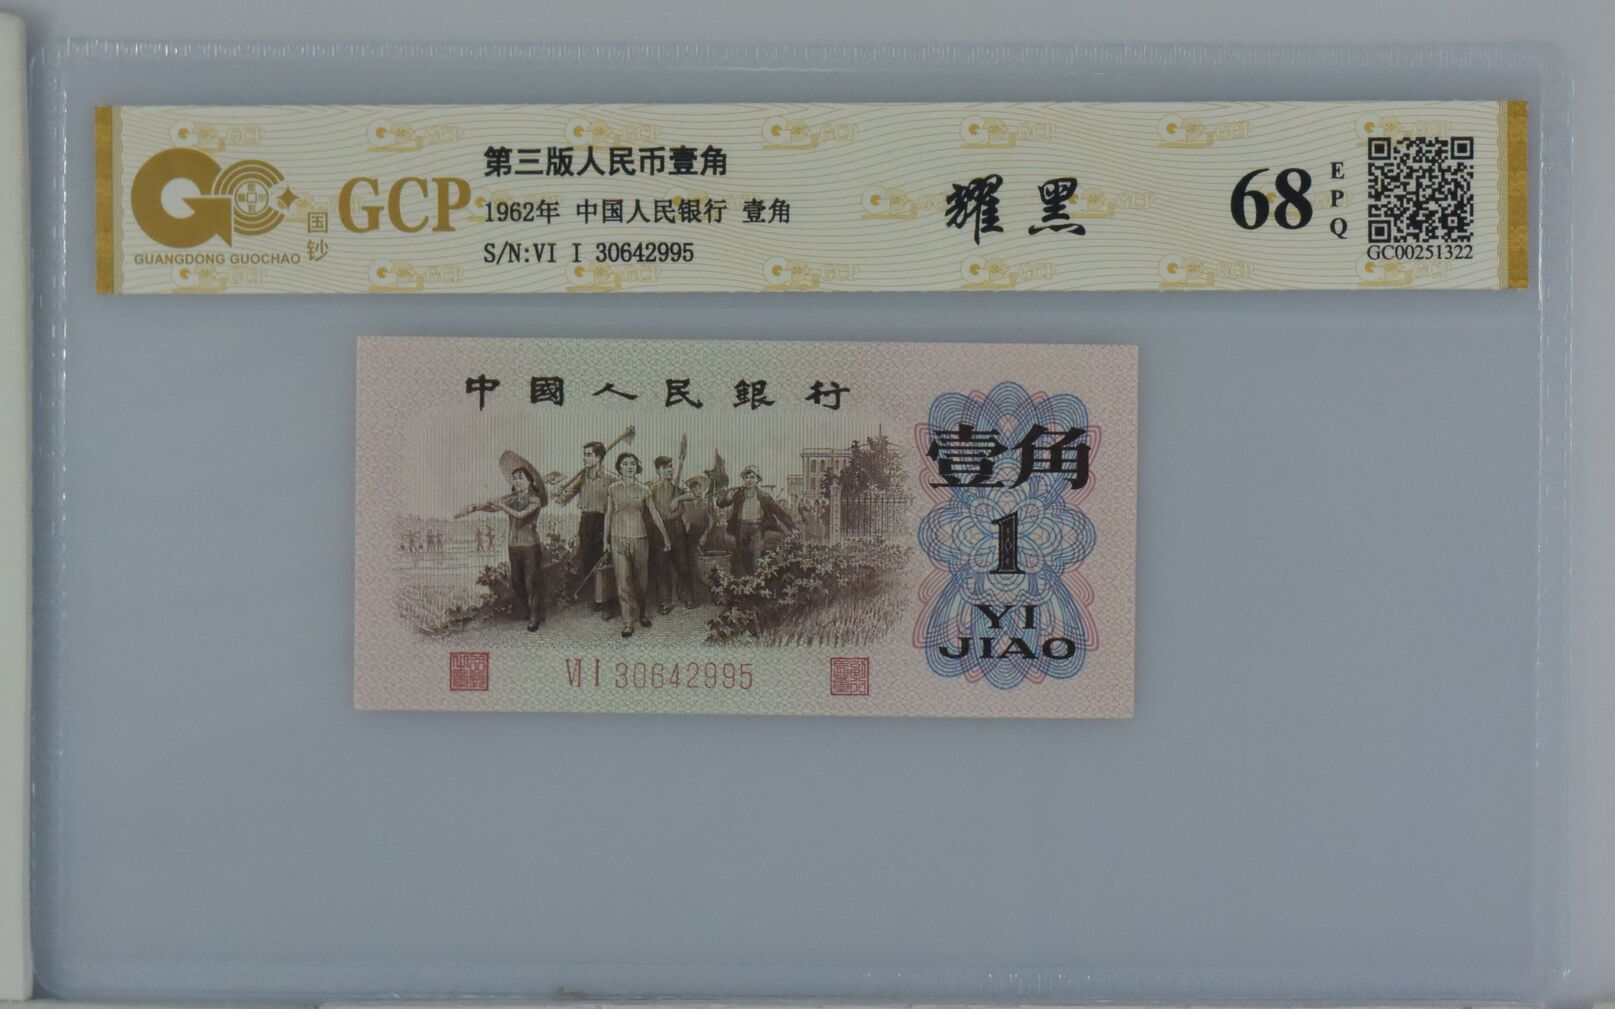 第三版人民币壹角
1962年 中国人民银行 壹角
S/N:VI I 30642995
GCP
国钞
GUANGDONG GUOCHAO
耀黑
68
EPQ
GC00251322
中國人民銀行
壹角
1
YI
JIAO
VI I 30642995